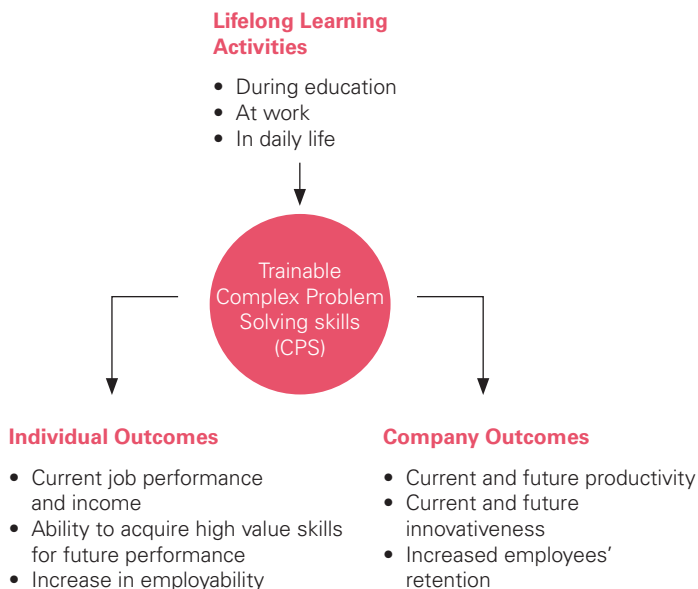 Lifelong Learning
Activities
• During education
• At work
• In daily life
Trainable
Complex Problem
Solving skills
(CPS)
Individual Outcomes
• Current job performance
and income
• Ability to acquire high value skills
for future performance
• Increase in employability
Company Outcomes
• Current and future productivity
• Current and future
innovativeness
• Increased employees'
retention